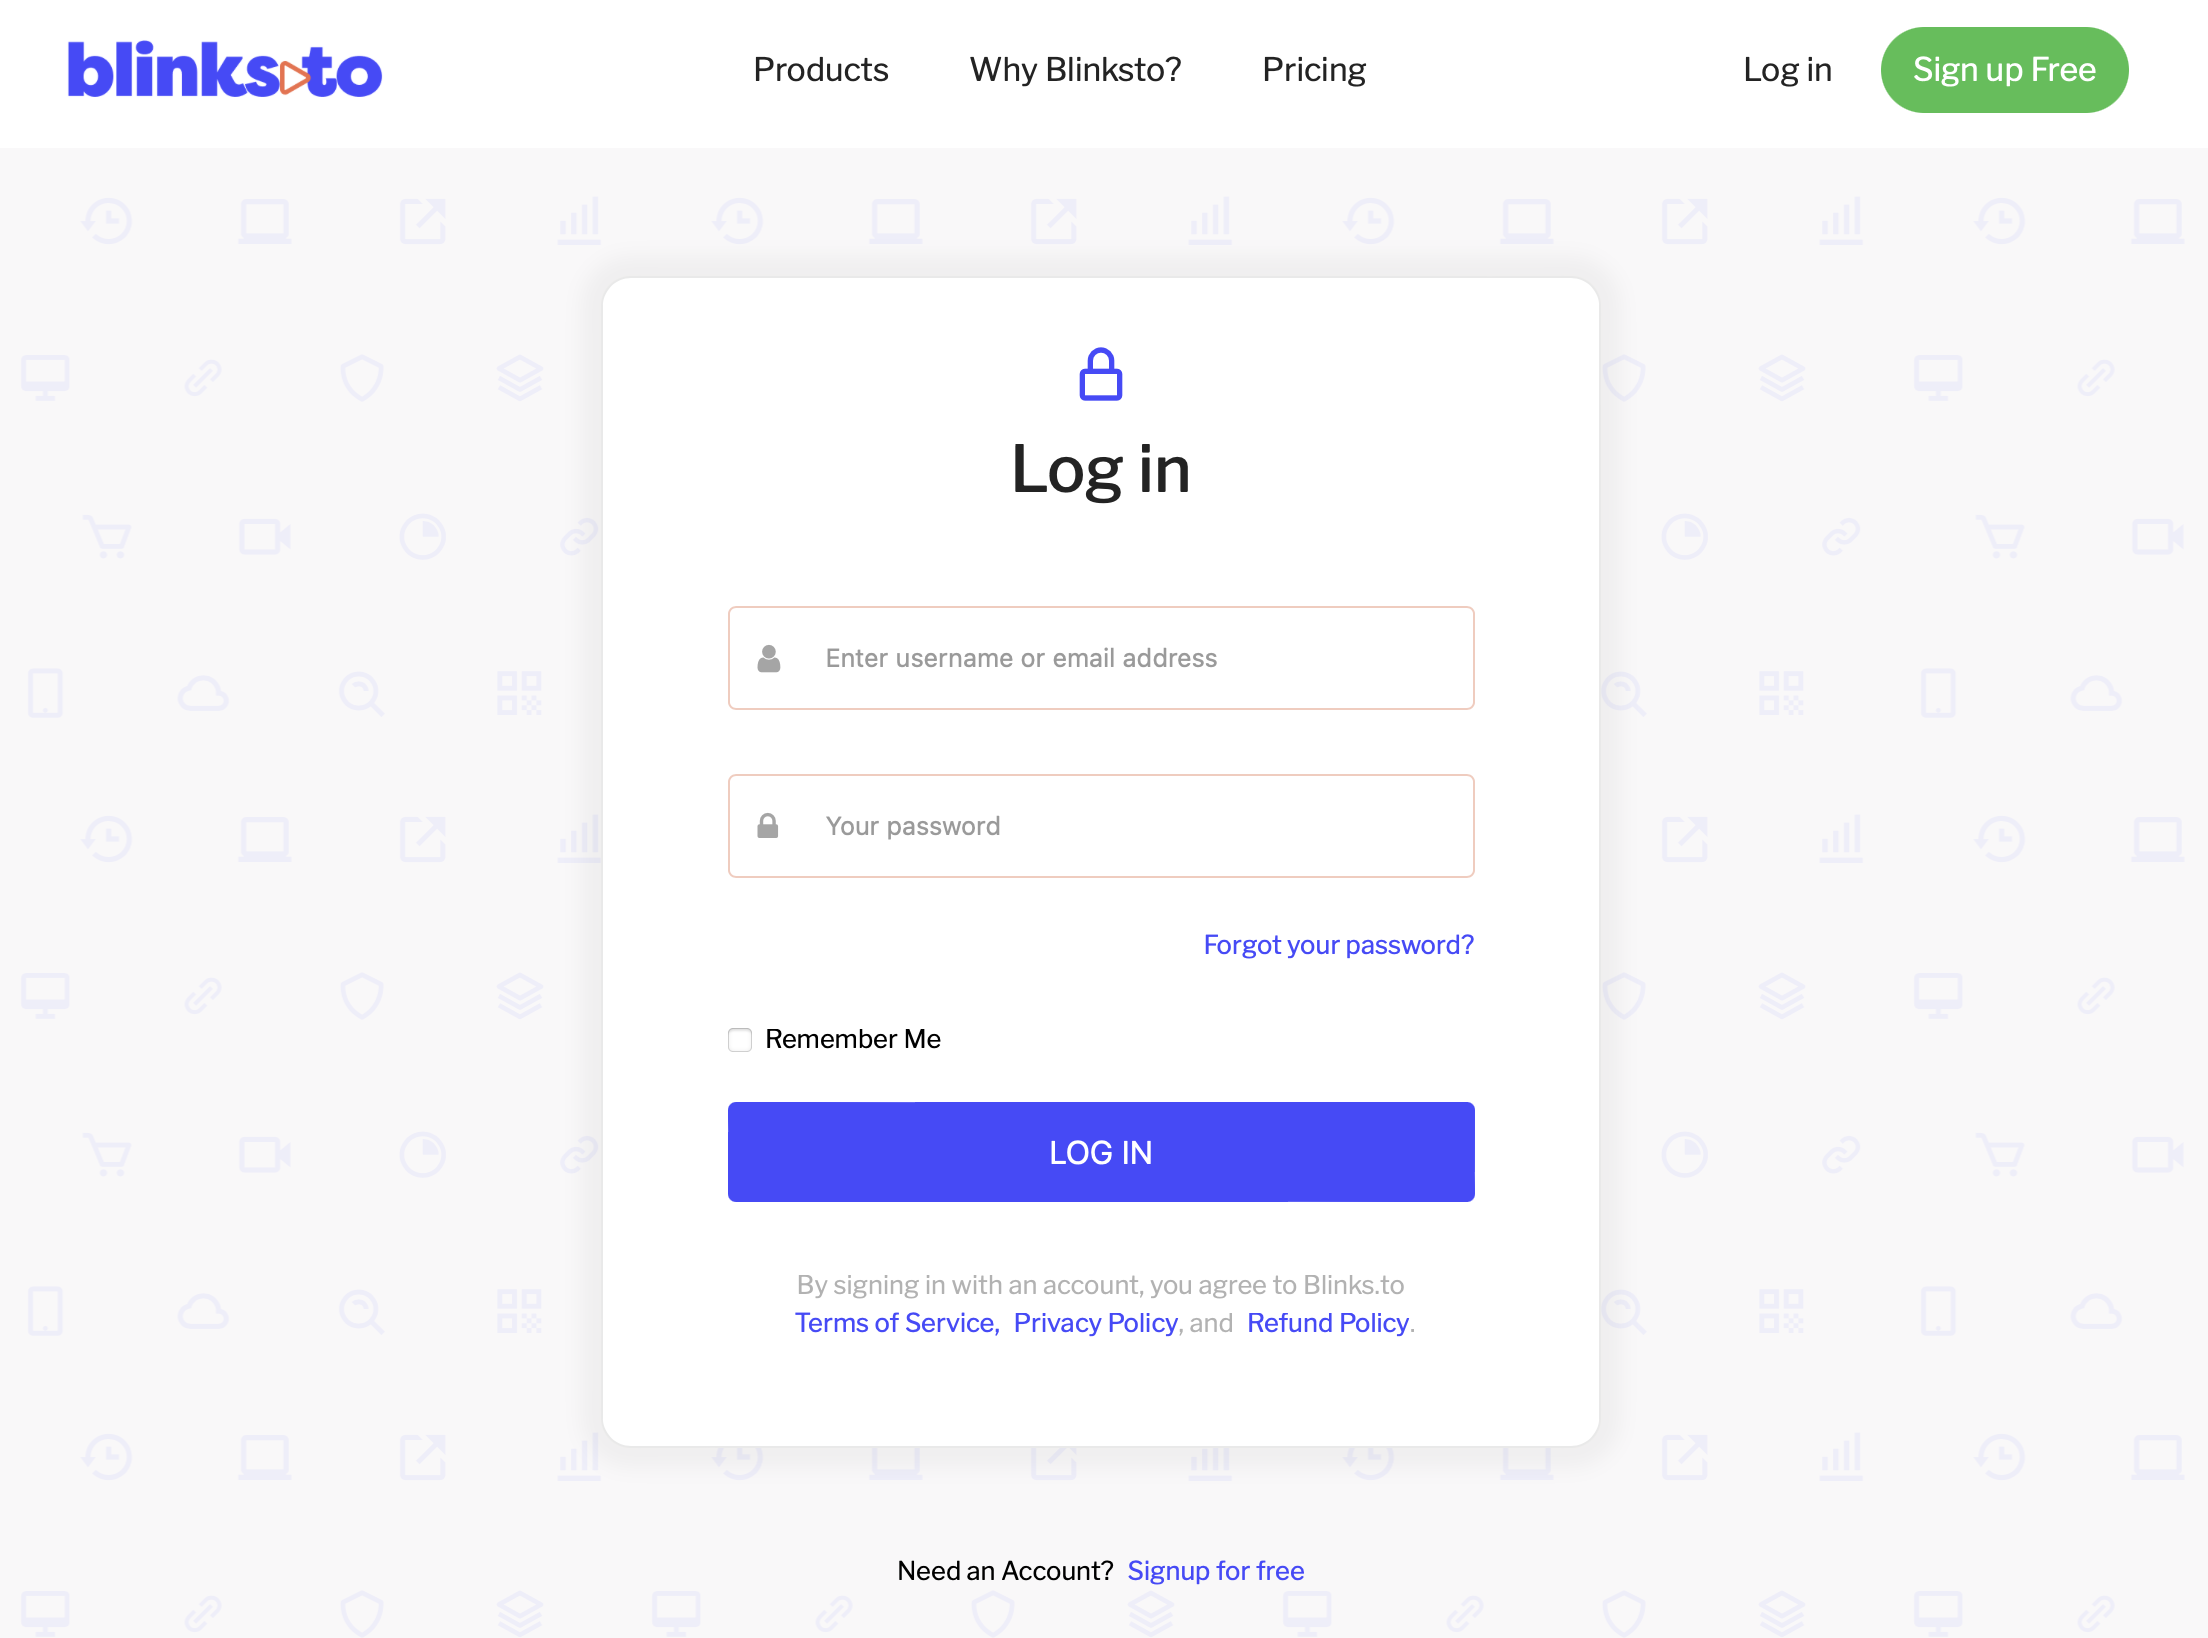 blinksto
Products
Why Blinksto?
Pricing
Log in
Sign up Free
Log in
Enter username or email address
Your password
Forgot your password?
Remember Me
LOG IN
By signing in with an account, you agree to Blinks.to
Terms of Service, Privacy Policy, and Refund Policy.
Need an Account? Signup for free